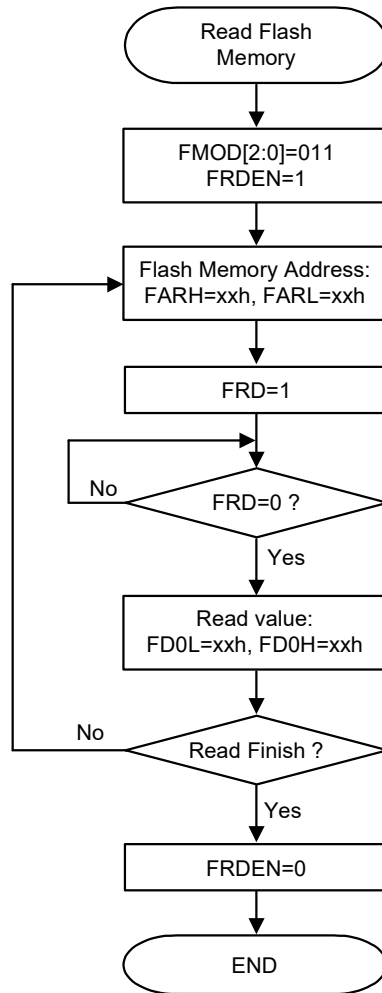 Read Flash
Memory
FMOD[2:0]=011
FRDEN=1
Flash Memory Address:
FARH=xxh, FARL=xxh
FRD=1
No
FRD=0 ?
Yes
Read value:
FD0L=xxh, FD0H=xxh
No
Read Finish ?
Yes
FRDEN=0
END